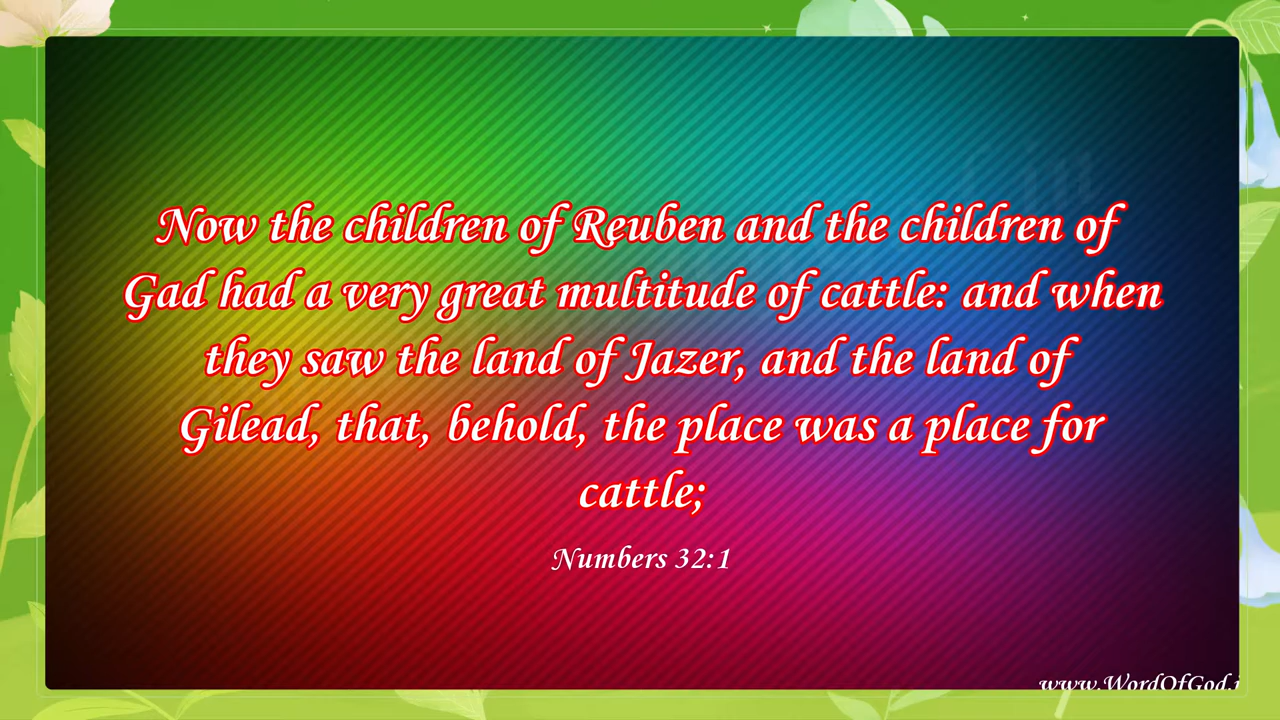 Now the children of Reuben and the children of
Gad had a very great multitude of cattle: and when
they saw the land of Jazer, and the land of
Gilead, that, behold, the place was a place for
cattle;
Numbers 32:1
www.WordOfGod.i